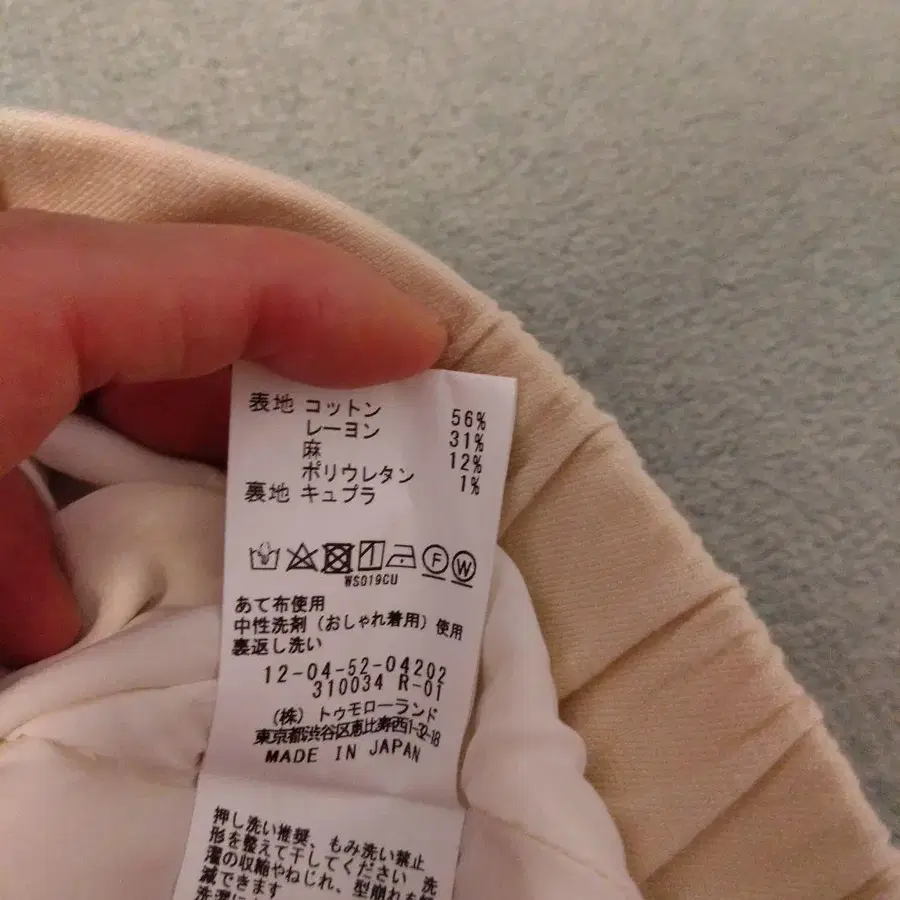 表地 コットン 56%
レーヨン 31%
麻 12%
ポリウレタン 1%
裏地 キュプラ
F W
WS019CU
あて布使用
中性洗剤（おしゃれ着用）使用
裏返し洗い
12-04-52-04202
310034 R-01
（株）トゥモローランド
東京都渋谷区恵比寿西1-32-18
MADE IN JAPAN
押し洗い推奨、もみ洗い禁止
形を整えて干してください 洗
濯の収縮やねじれ、型崩れを
減できます